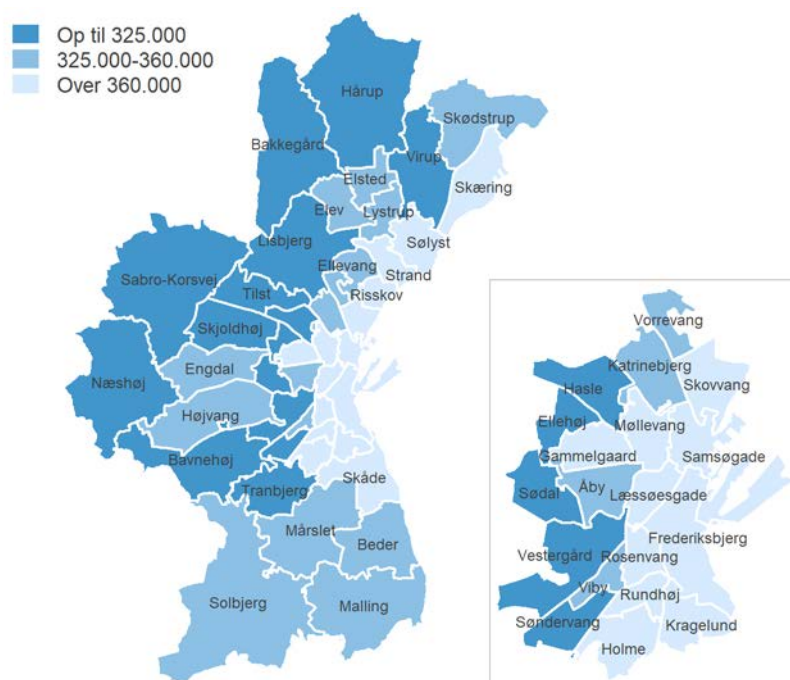 Op til 325.000
325.000-360.000
Over 360.000
Hårup
Skødstrup
Bakkegård
Virup
Elsted
Skæring
Elev
Lystrup
Lisbjerg
Sølyst
Ellevang
Sabro-Korsvej
Strand
Tilst
Risskov
Skjoldhøj
Engdal
Næshøj
Højvang
Bavnehøj
Skåde
Tranbjerg
Mårslet
Beder
Solbjerg
Malling
Vorrevang
Katrinebjerg
Hasle
Skovvang
Ellehøj
Møllevang
Gammelgaard
Samsøgade
Sødal
Åby
Læssøesgade
Frederiksbjerg
Vestergård
Rosenvang
Viby
Rundhøj
Søndervang
Kragelund
Holme